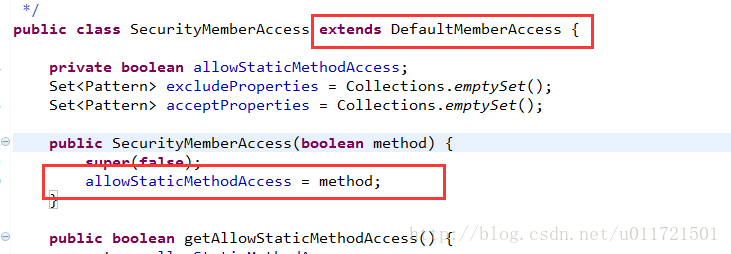 */
public class SecurityMemberAccess extends DefaultMemberAccess {
private boolean allowStaticMethodAccess;
Set<Pattern> excludeProperties = Collections.emptySet();
Set<Pattern> acceptProperties = Collections.emptySet();
public SecurityMemberAccess(boolean method) {
super(false);
allowStaticMethodAccess = method;
}
http://blog.csdn.net/u011721501
public boolean getAllowStaticMethodAccess() {